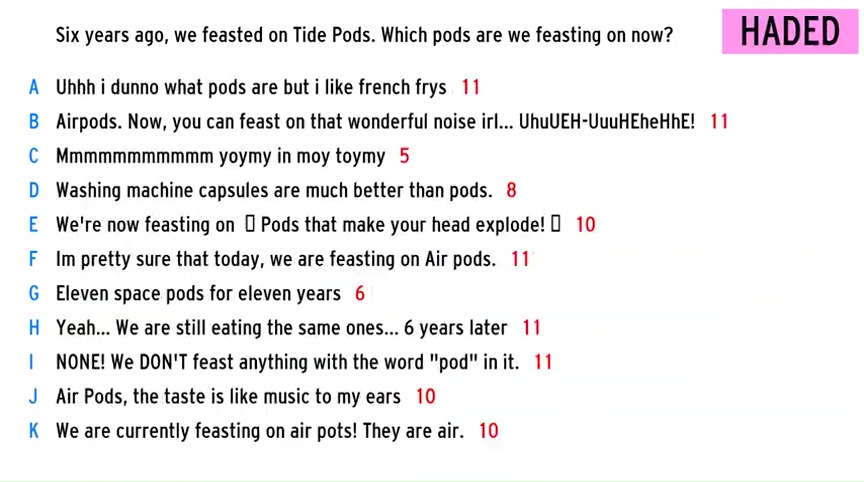 Six years ago, we feasted on Tide Pods. Which pods are we feasting on now?
HADED
A Uhhh i dunno what pods are but i like french frys 11
B Airpods. Now, you can feast on that wonderful noise irl... UhuUEH-UuuHEheHhE! 11
C Mmmmmmmmmmm yoymy in moy toymy 5
D Washing machine capsules are much better than pods. 8
E We're now feasting on ▯ Pods that make your head explode! ▯ 10
F Im pretty sure that today, we are feasting on Air pods. 11
G Eleven space pods for eleven years 6
H Yeah... We are still eating the same ones... 6 years later 11
I NONE! We DON'T feast anything with the word "pod" in it. 11
J Air Pods, the taste is like music to my ears 10
K We are currently feasting on air pots! They are air. 10